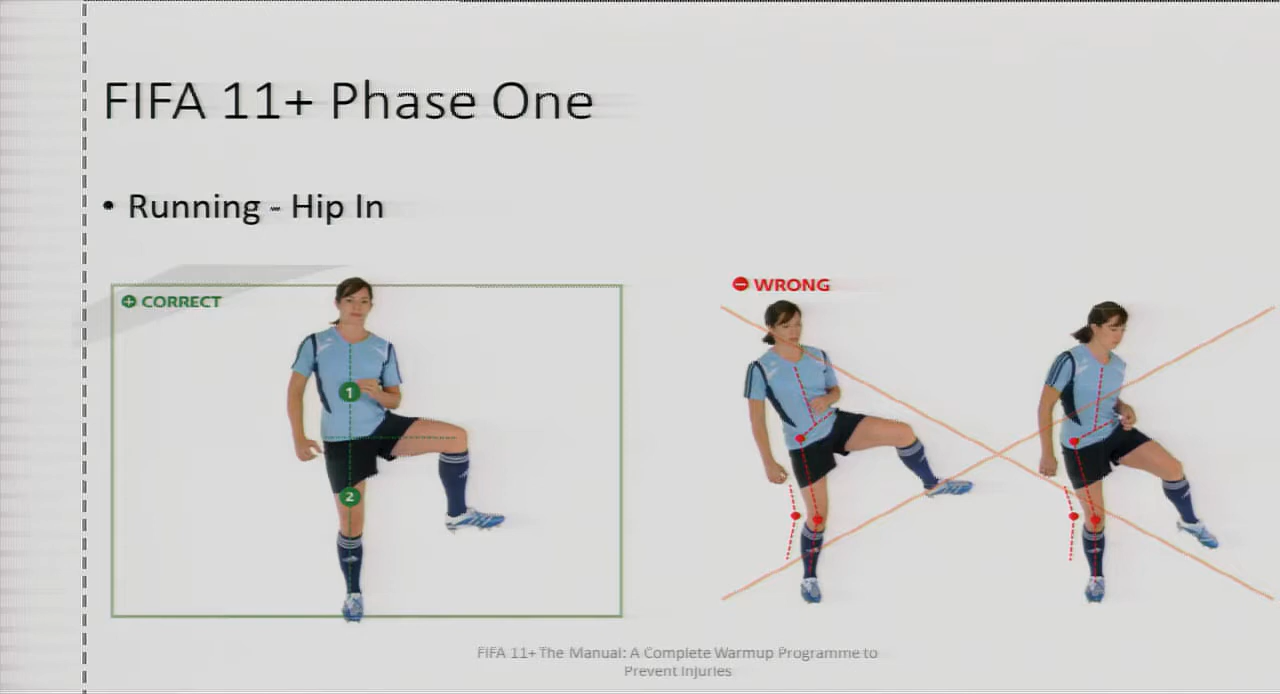 FIFA 11+ Phase One
• Running - Hip In
CORRECT
WRONG
1
2
FIFA 11+ The Manual: A Complete Warmup Programme to
Prevent Injuries